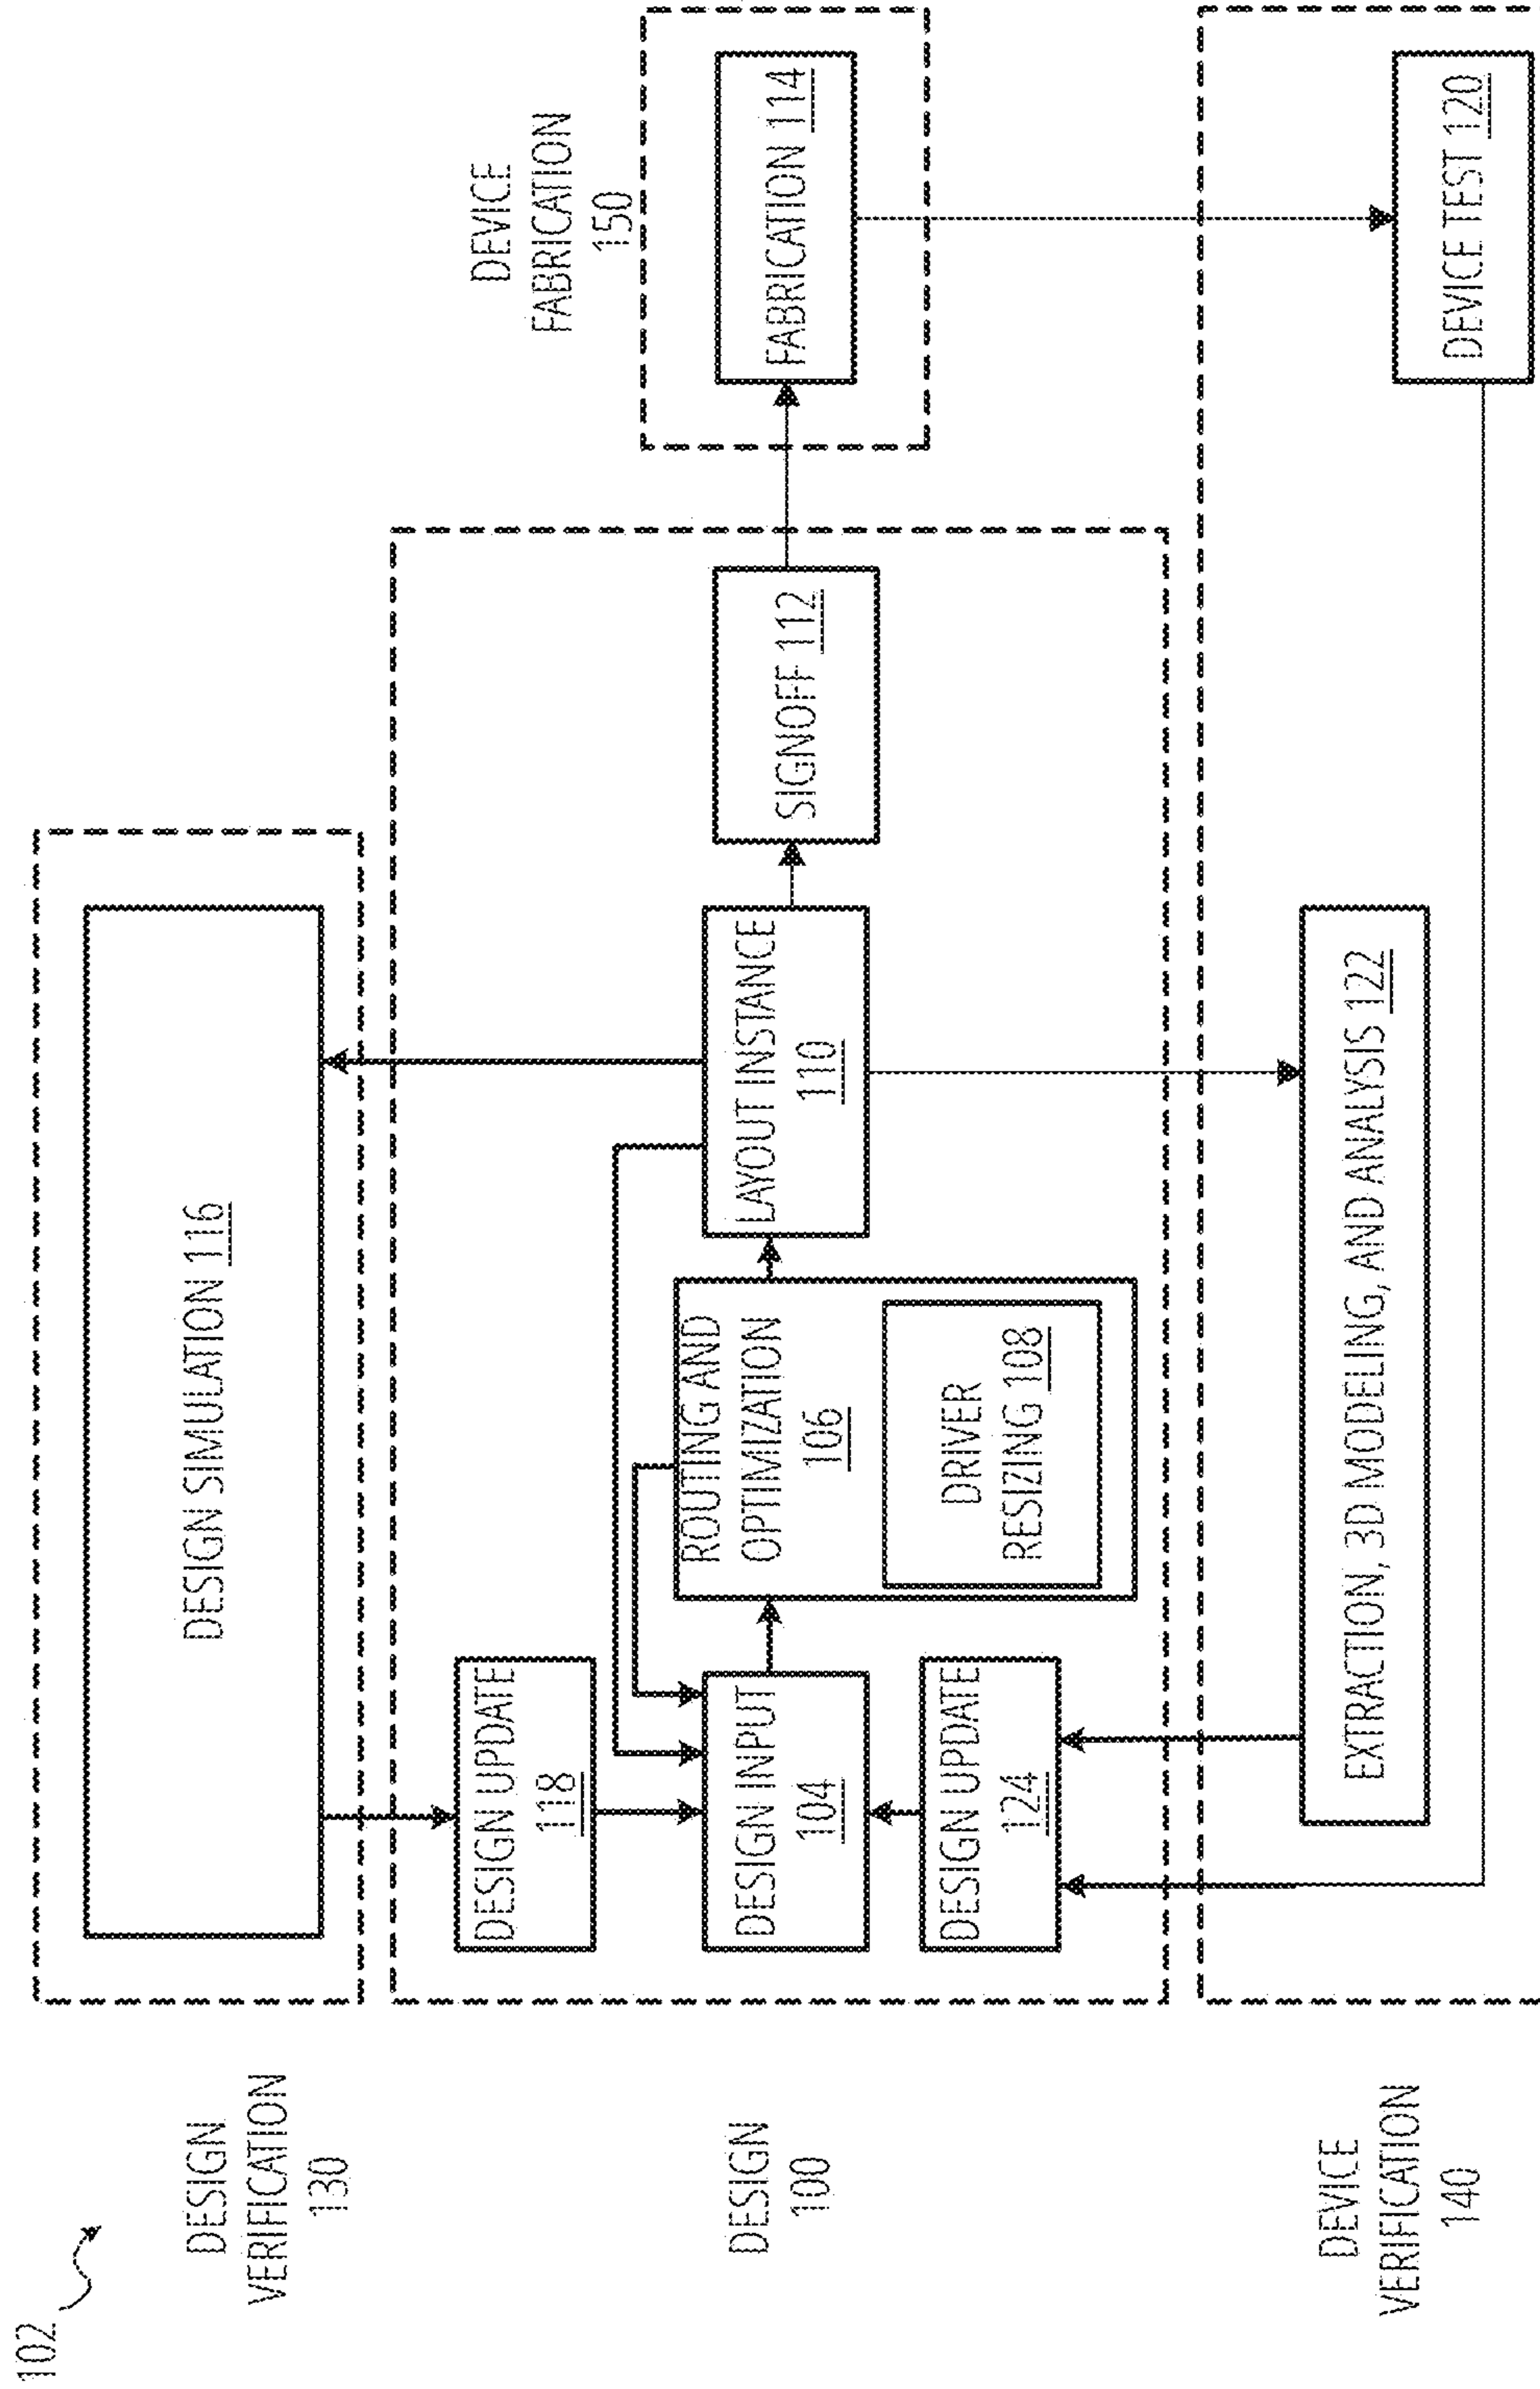 102
DESIGN
VERIFICATION
130
DESIGN SIMULATION 116
DEVICE
FABRICATION
150
DESIGN
100
DESIGN UPDATE
118
DESIGN INPUT
104
DESIGN UPDATE
124
ROUTING AND
OPTIMIZATION
106
DRIVER
RESIZING 108
LAYOUT INSTANCE
110
SIGNOFF 112
FABRICATION 114
DEVICE
VERIFICATION
140
EXTRACTION, 3D MODELING, AND ANALYSIS 122
DEVICE TEST 120